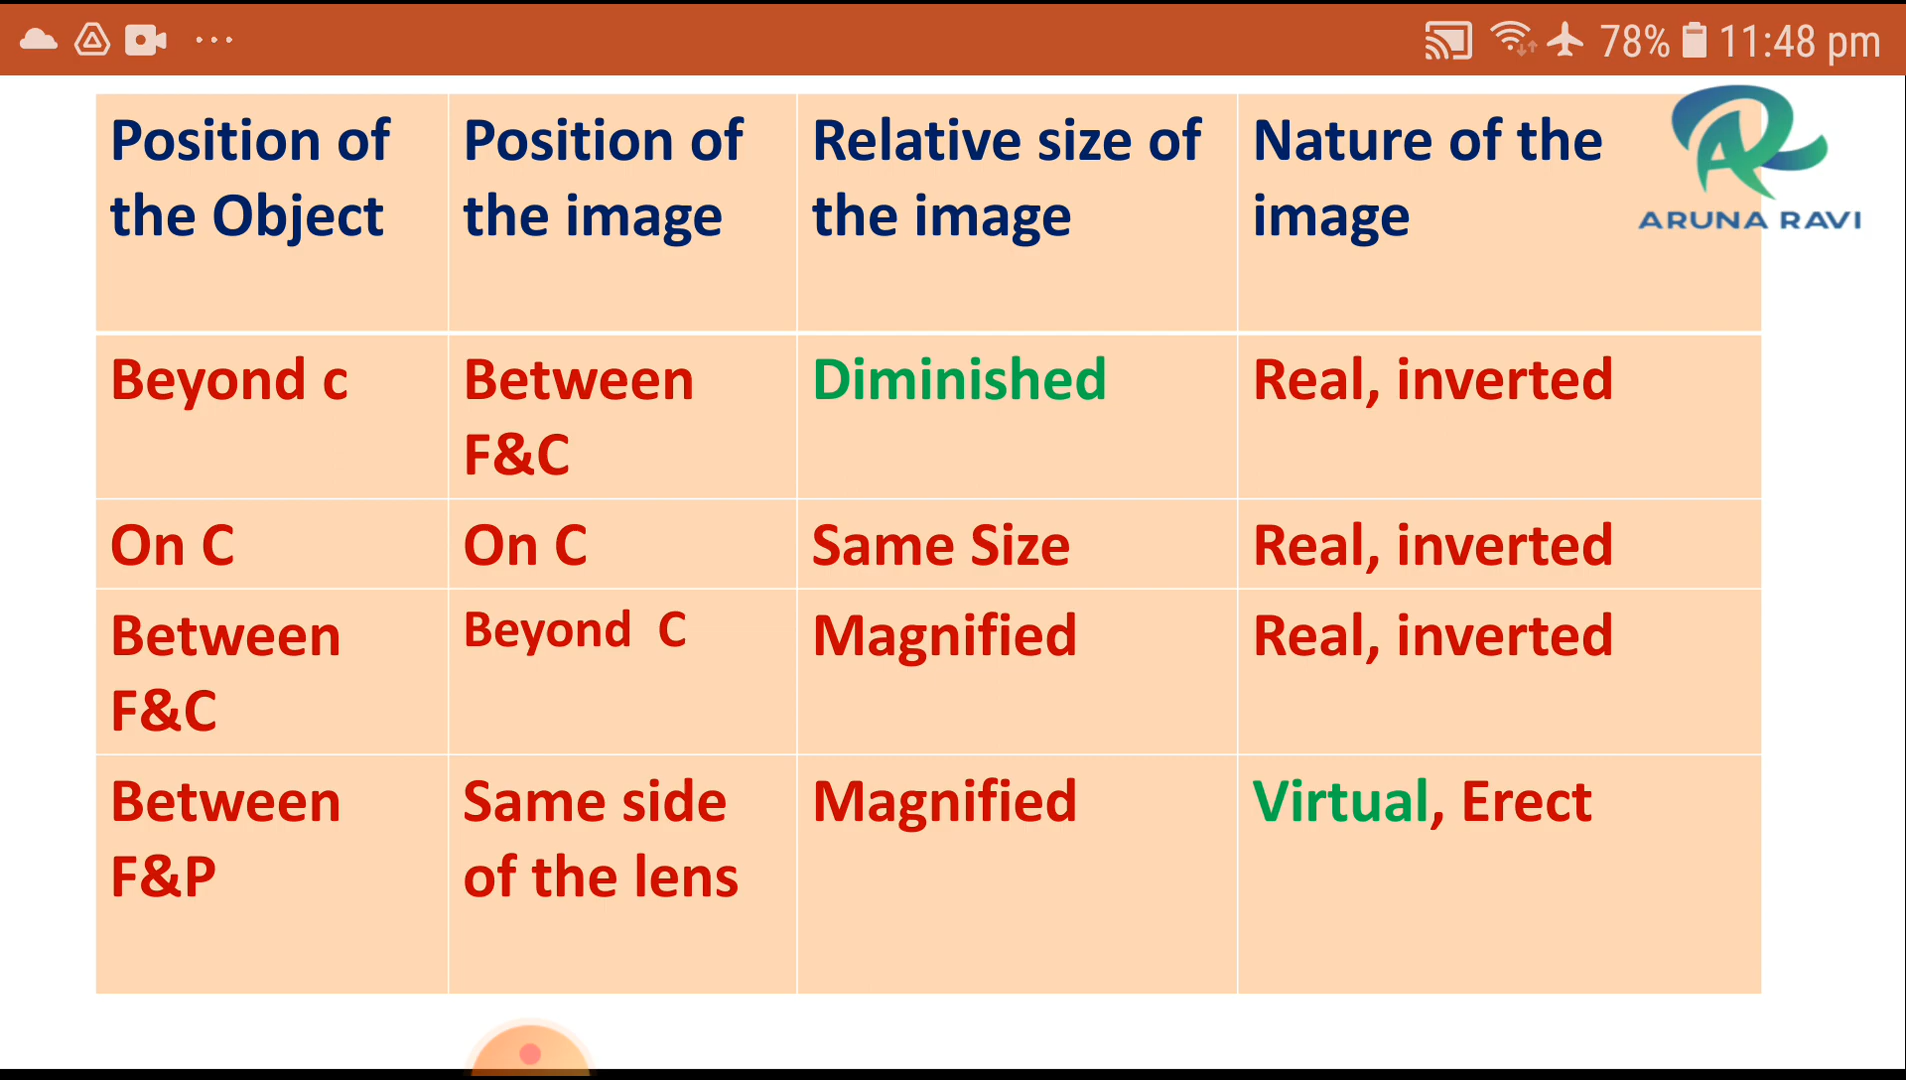 78% 11:48 pm
Position of
the Object
Position of
the image
Relative size of
the image
Nature of the
image
ARUNA RAVI
Beyond c
Between
F&C
Diminished
Real, inverted
On C
On C
Same Size
Real, inverted
Between
F&C
Beyond C
Magnified
Real, inverted
Between
F&P
Same side
of the lens
Magnified
Virtual, Erect